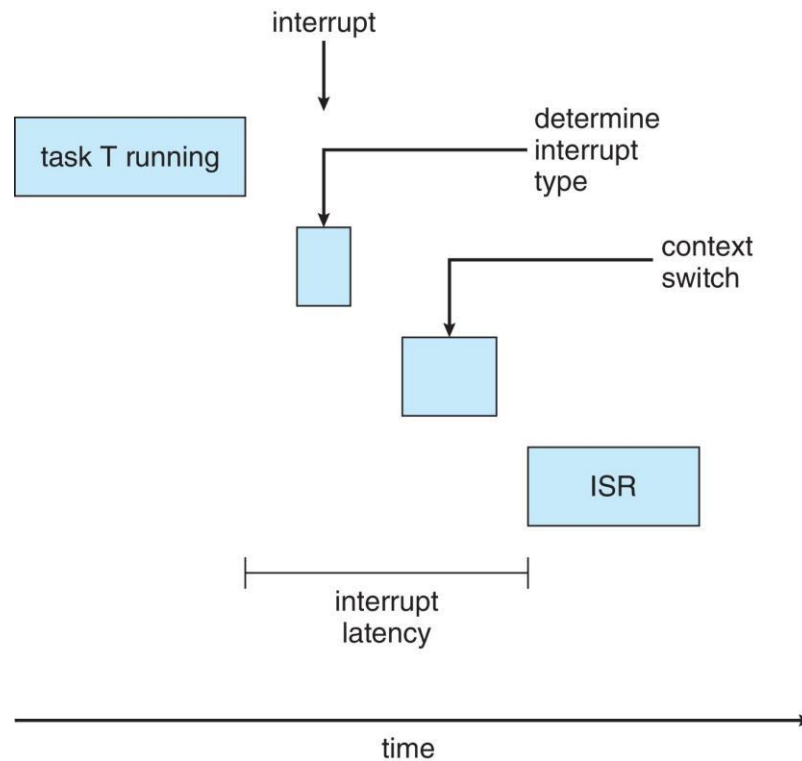 interrupt
task T running
determine
interrupt
type
context
switch
ISR
interrupt
latency
time